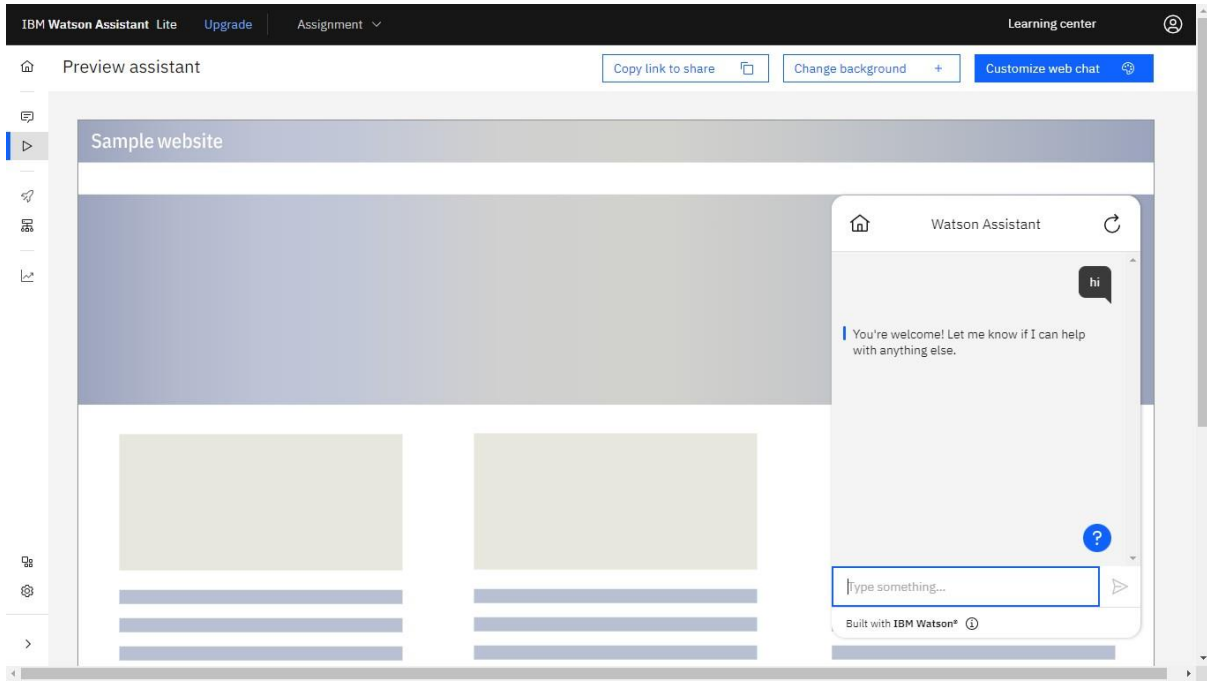 IBM Watson Assistant Lite Upgrade Assignment Learning center
Preview assistant Copy link to share Change background + Customize web chat
Sample website
Watson Assistant
hi
You're welcome! Let me know if I can help
with anything else.
?
Type something...
Built with IBM Watson®